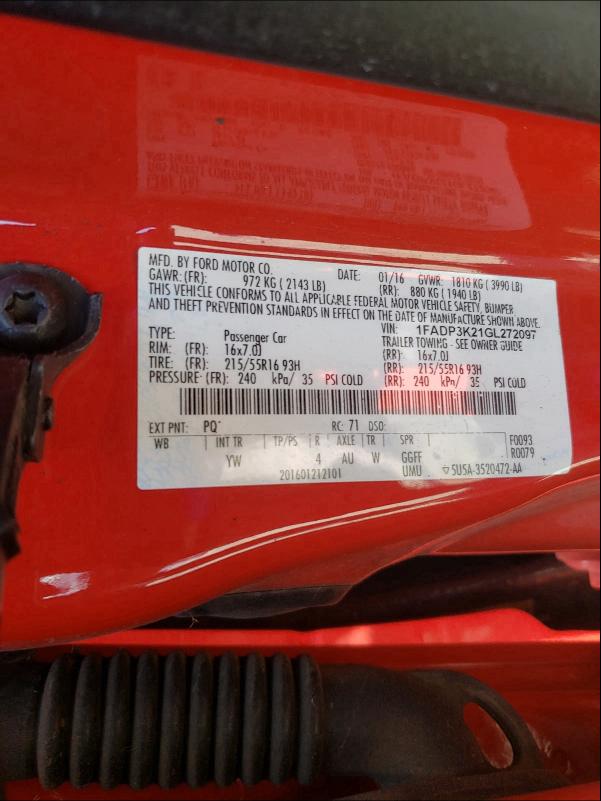 MFD. BY FORD MOTOR CO. DATE: 01/16 GVWR: 1810 KG ( 3990 LB)
GAWR: (FR): 972 KG ( 2143 LB) (RR): 880 KG ( 1940 LB)
THIS VEHICLE CONFORMS TO ALL APPLICABLE FEDERAL MOTOR VEHICLE SAFETY, BUMPER
AND THEFT PREVENTION STANDARDS IN EFFECT ON THE DATE OF MANUFACTURE SHOWN ABOVE.
VIN: 1FADP3K21GL272097
TYPE: Passenger Car TRAILER TOWING - SEE OWNER GUIDE
RIM: (FR): 16x7.0J (RR): 16x7.0J
TIRE: (FR): 215/55R16 93H (RR): 215/55R16 93H
PRESSURE: (FR): 240 kPa/ 35 PSI COLD (RR): 240 kPa/ 35 PSI COLD
EXT PNT: PQ RC: 71 DSO:
WB INT TR TP/PS R AXLE TR SPR F0093
YW 4 AU W GGFF R0079
201601212101 UMU ▽5U5A-3520472-AA